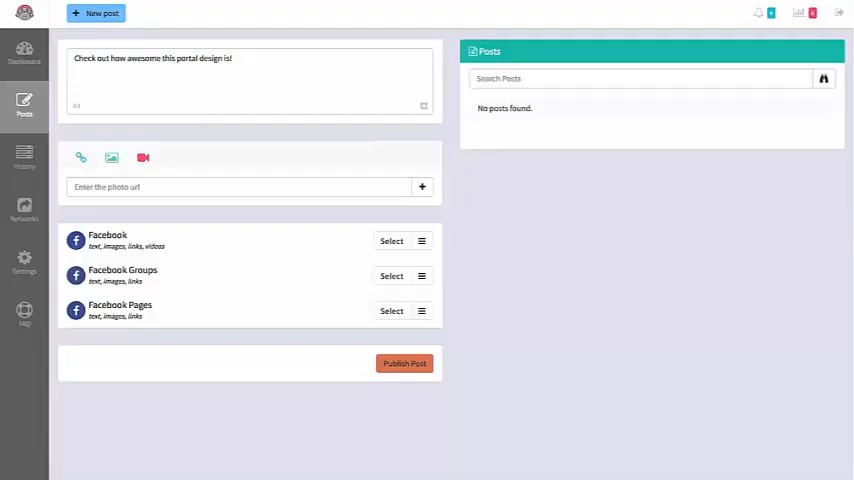 New post
Dashboard
Posts
History
Networks
Settings
FAQ
Check out how awesome this portal design is!
Enter the photo url
Facebook
text, images, links, videos
Select
Facebook Groups
text, images, links
Select
Facebook Pages
text, images, links
Select
Publish Post
Posts
Search Posts
No posts found.